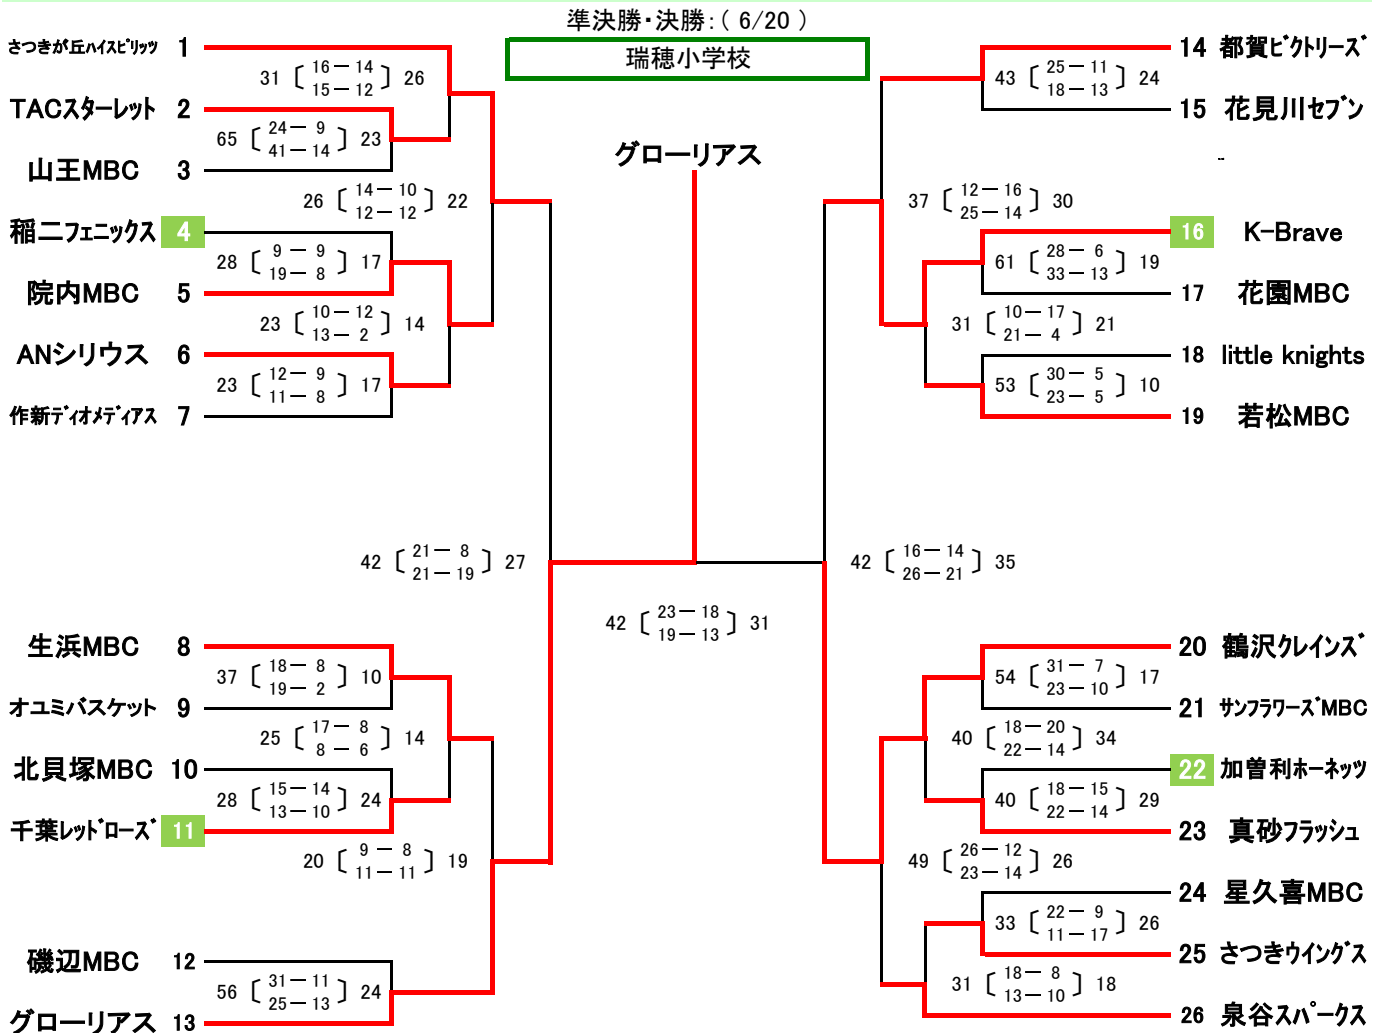 準決勝・決勝:( 6/20 )
瑞穂小学校
グローリアス
さつきが丘ハイスピリッツ 1
31 〔 16 － 14 〕 26
15 － 12
TACスターレット 2
65 〔 24 － 9 〕 23
41 － 14
山王MBC 3
26 〔 14 － 10 〕 22
12 － 12
稲二フェニックス 4
28 〔 9 － 9 〕 17
19 － 8
院内MBC 5
23 〔 10 － 12 〕 14
13 － 2
ANシリウス 6
23 〔 12 － 9 〕 17
11 － 8
作新ディオメディアス 7
42 〔 21 － 8 〕 27
21 － 19
生浜MBC 8
37 〔 18 － 8 〕 10
19 － 2
オユミバスケット 9
25 〔 17 － 8 〕 14
8 － 6
北貝塚MBC 10
28 〔 15 － 14 〕 24
13 － 10
千葉レッドローズ 11
20 〔 9 － 8 〕 19
11 － 11
磯辺MBC 12
56 〔 31 － 11 〕 24
25 － 13
グローリアス 13
42 〔 23 － 18 〕 31
19 － 13
14 都賀ビクトリーズ
43 〔 25 － 11 〕 24
18 － 13
15 花見川セブン
-
37 〔 12 － 16 〕 30
25 － 14
16 K-Brave
61 〔 28 － 6 〕 19
33 － 13
17 花園MBC
31 〔 10 － 17 〕 21
21 － 4
18 little knights
53 〔 30 － 5 〕 10
23 － 5
19 若松MBC
42 〔 16 － 14 〕 35
26 － 21
20 鶴沢クレインズ
54 〔 31 － 7 〕 17
23 － 10
21 サンフラワーズMBC
40 〔 18 － 20 〕 34
22 － 14
22 加曽利ホーネッツ
40 〔 18 － 15 〕 29
22 － 14
23 真砂フラッシュ
49 〔 26 － 12 〕 26
23 － 14
24 星久喜MBC
33 〔 22 － 9 〕 26
11 － 17
25 さつきウイングス
31 〔 18 － 8 〕 18
13 － 10
26 泉谷スパークス